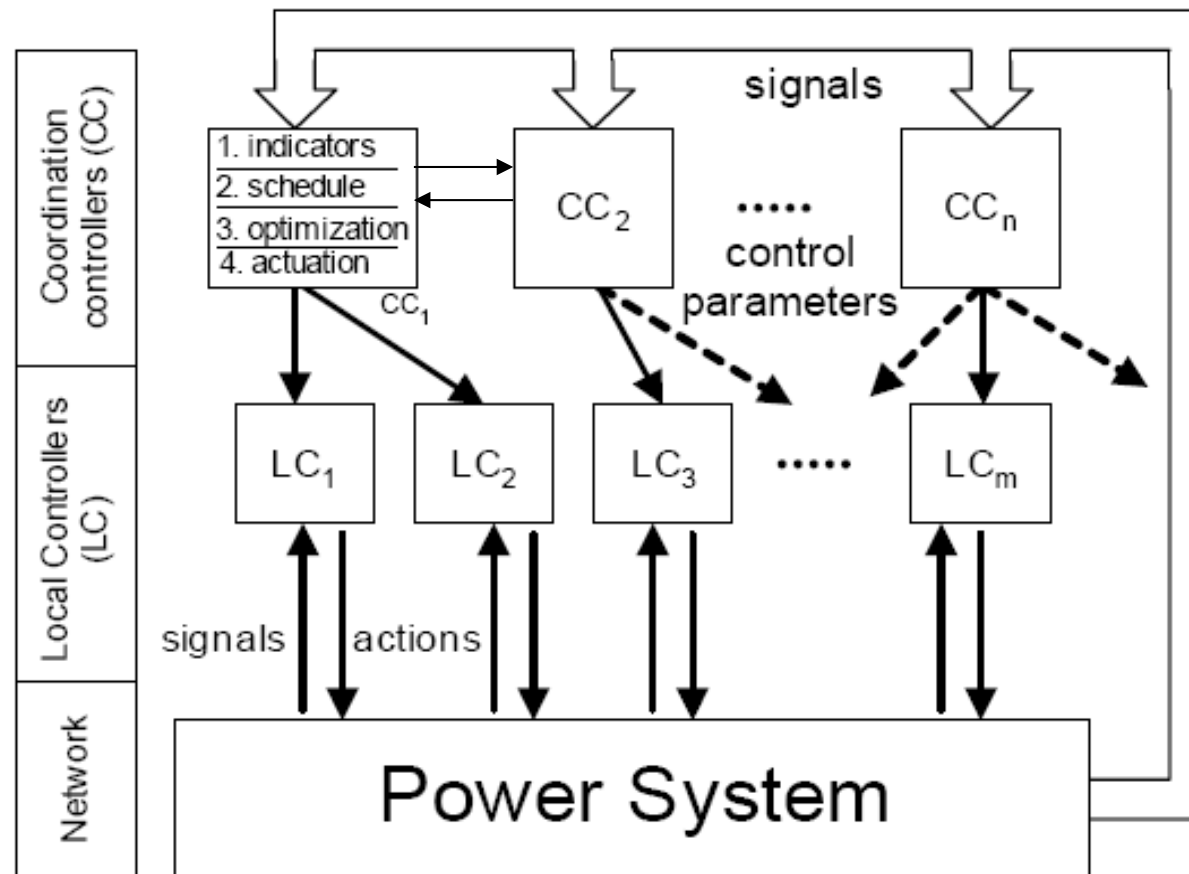 Coordination
controllers (CC)
Local Controllers
(LC)
Network
signals
1. indicators
2. schedule
3. optimization
4. actuation
CC₁
CC₂
.....
CCₙ
control
parameters
LC₁
LC₂
LC₃
.....
LCₘ
signals
actions
Power System